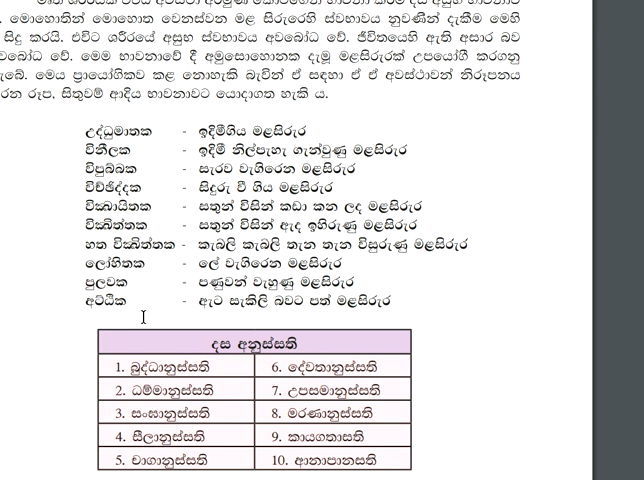 මොහොතින් මොහොත වෙනස්වන මළ සිරුරෙහි ස්වභාවය නුවණින් දැකීම මෙහි
සිදු කරයි. එවිට ශරීරයේ අසුභ ස්වභාවය අවබෝධ වේ. ජීවිතයෙහි ඇති අසාර බව
වබෝධ වේ. මෙම භාවනාවේ දී අමුසොහොනක දැමූ මළසිරුරක් උපයෝගී කරගනු
ැබේ. මෙය ප්‍රායෝගිකව කළ නොහැකි බැවින් ඒ සඳහා ඒ ඒ අවස්ථාවන් නිරූපනය
රන රූප, සිතුවම් ආදිය භාවනාවට යොදාගත හැකි ය.
උද්ධුමාතක - ඉදිමීගිය මළසිරුර
විනීලක - ඉදිමී නිල්පැහැ ගැන්වුණු මළසිරුර
විපුබ්බක - සැරව වැගිරෙන මළසිරුර
විච්ඡිද්දක - සිදුරු වී ගිය මළසිරුර
වික්ඛායිතක - සතුන් විසින් කඩා කන ලද මළසිරුර
වික්ඛිත්තක - සතුන් විසින් ඇද ඉහිරුණු මළසිරුර
හත වික්ඛිත්තක - කැබලි කැබලි තැන තැන විසුරුණු මළසිරුර
ලෝහිතක - ලේ වැගිරෙන මළසිරුර
පුලවක - පණුවන් වැහුණු මළසිරුර
අට්ඨික - ඇට සැකිලි බවට පත් මළසිරුර
දස අනුස්සති
1. බුද්ධානුස්සති 6. දේවතානුස්සති
2. ධම්මානුස්සති 7. උපසමානුස්සති
3. සංඝානුස්සති 8. මරණානුස්සති
4. සීලානුස්සති 9. කායගතාසති
5. චාගානුස්සති 10. ආනාපානසති